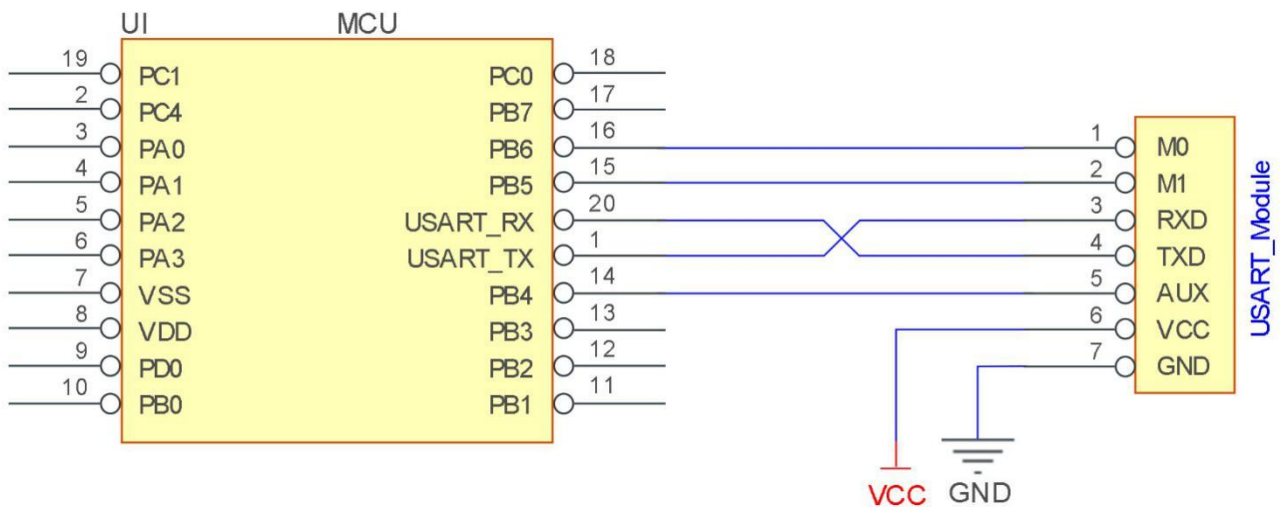 UI MCU
19 PC1 PC0 18
2 PC4 PB7 17
3 PA0 PB6 16
4 PA1 PB5 15
5 PA2 USART_RX 20
6 PA3 USART_TX 1
7 VSS PB4 14
8 VDD PB3 13
9 PD0 PB2 12
10 PB0 PB1 11
1 M0
2 M1
3 RXD
4 TXD
5 AUX
6 VCC
7 GND
USART_Module
VCC GND